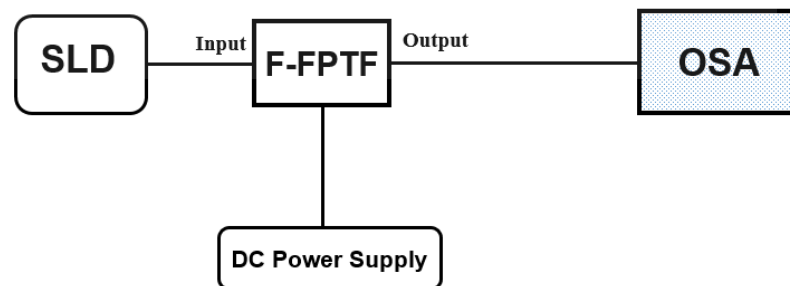 SLD
Input
F-FPTF
Output
OSA
DC Power Supply